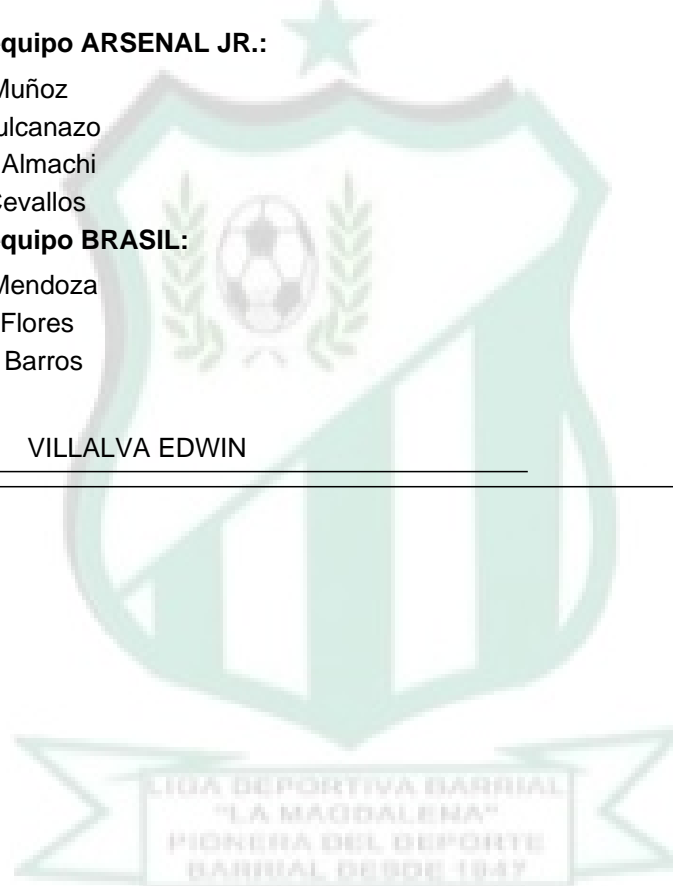 quipo ARSENAL JR.:
Muñoz
ulcanazo
Almachi
Cevallos
quipo BRASIL:
Mendoza
Flores
Barros
VILLALVA EDWIN
LIGA DEPORTIVA BARRIAL
"LA MAGDALENA"
PIONERA DEL DEPORTE
BARRIAL DESDE 1947